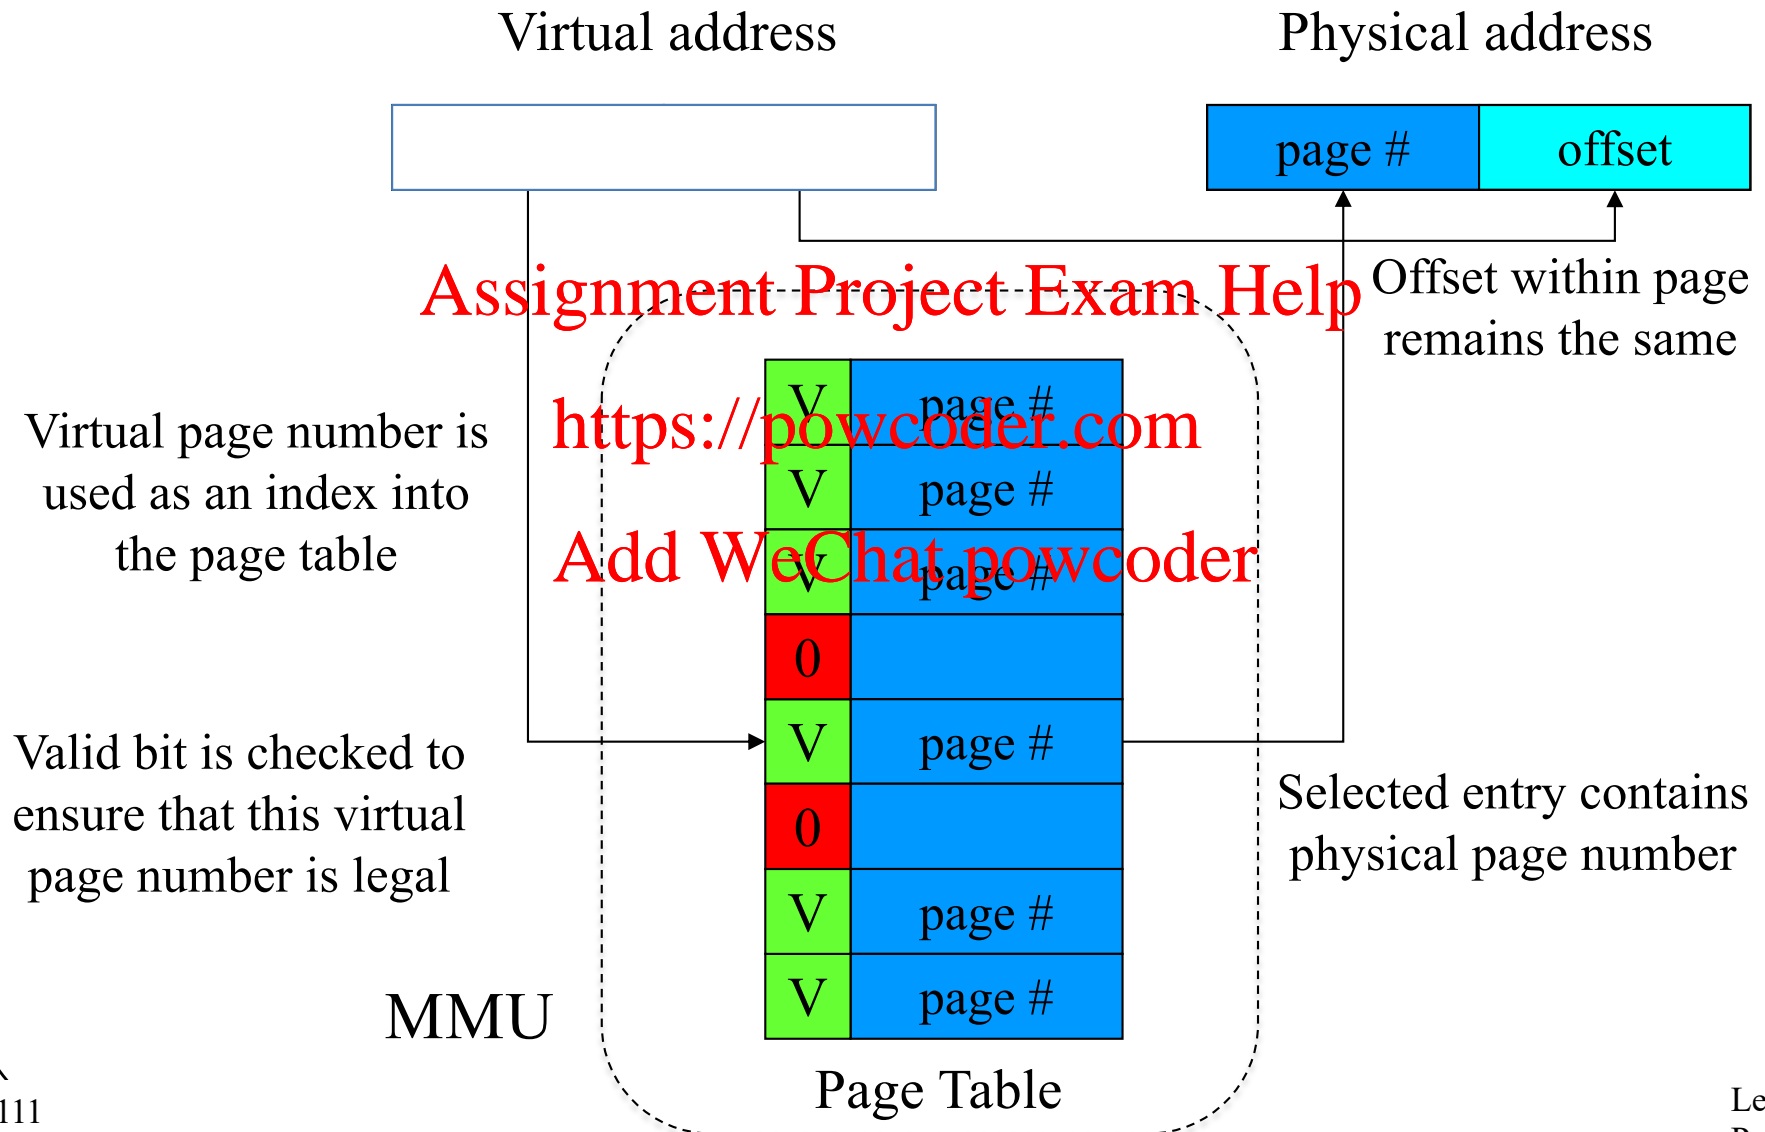 Virtual address
Physical address
page #
offset
Assignment Project Exam Help
Offset within page
remains the same
V
page #
https://powcoder.com
Virtual page number is
used as an index into
the page table
V
page #
V
page #
Add WeChat powcoder
0
V
page #
Valid bit is checked to
ensure that this virtual
page number is legal
Selected entry contains
physical page number
0
V
page #
V
page #
MMU
Page Table
111
Le